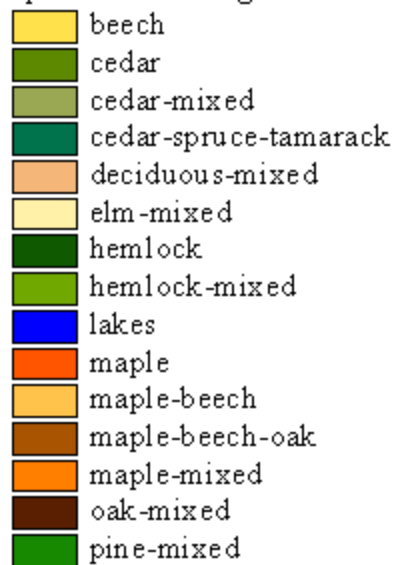 beech
cedar
cedar-mixed
cedar-spruce-tamarack
deciduous-mixed
elm-mixed
hemlock
hemlock-mixed
lakes
maple
maple-beech
maple-beech-oak
maple-mixed
oak-mixed
pine-mixed